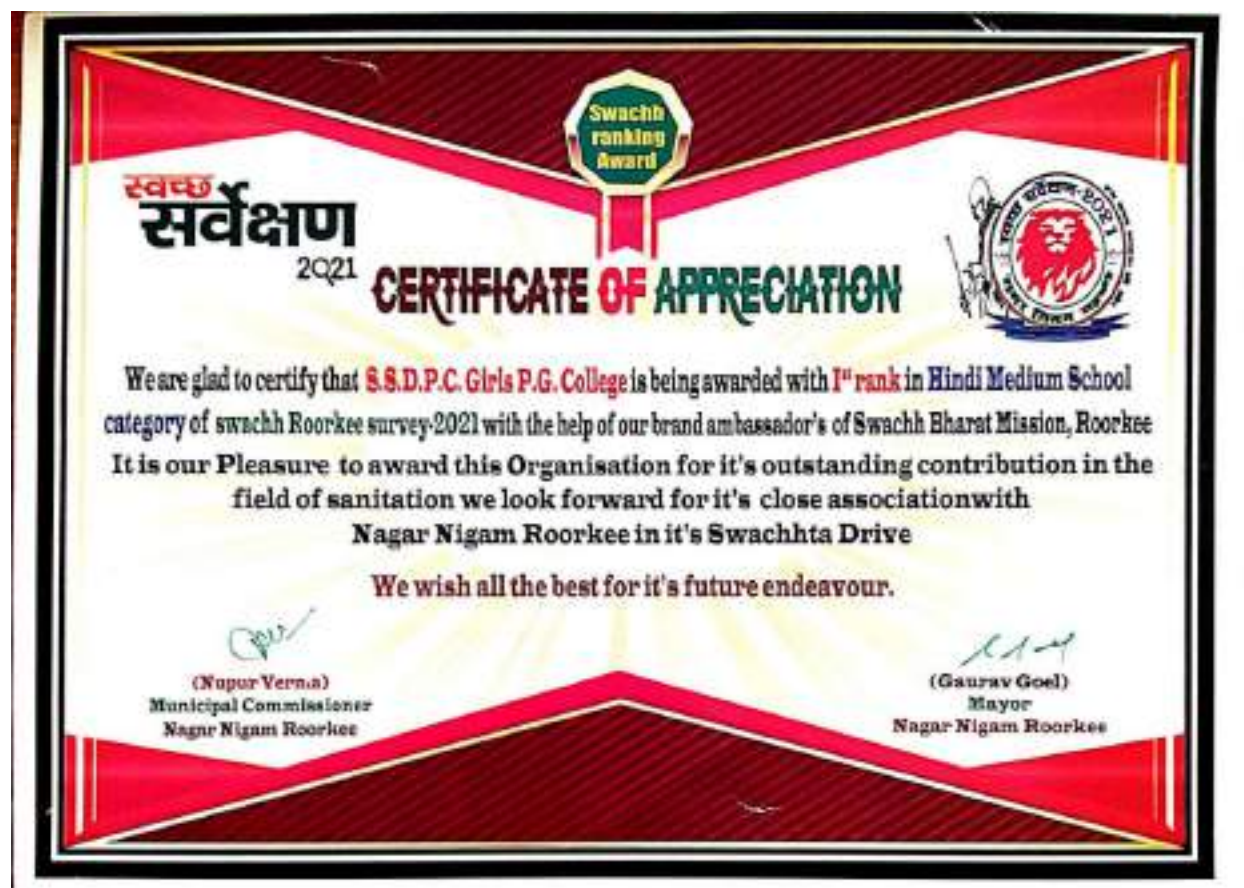 Swachh
ranking
Award
स्वच्छ
सर्वेक्षण
2021
CERTIFICATE OF APPRECIATION
We are glad to certify that S.S.D.P.C. Girls P.G. College is being awarded with Ist rank in Hindi Medium School
category of swachh Roorkee survey-2021 with the help of our brand ambassador's of Swachh Bharat Mission, Roorkee
It is our Pleasure to award this Organisation for it's outstanding contribution in the
field of sanitation we look forward for it's close associationwith
Nagar Nigam Roorkee in it's Swachhta Drive
We wish all the best for it's future endeavour.
(Nupur Verma)
Municipal Commissioner
Nagar Nigam Roorkee
(Gaurav Goel)
Mayor
Nagar Nigam Roorkee